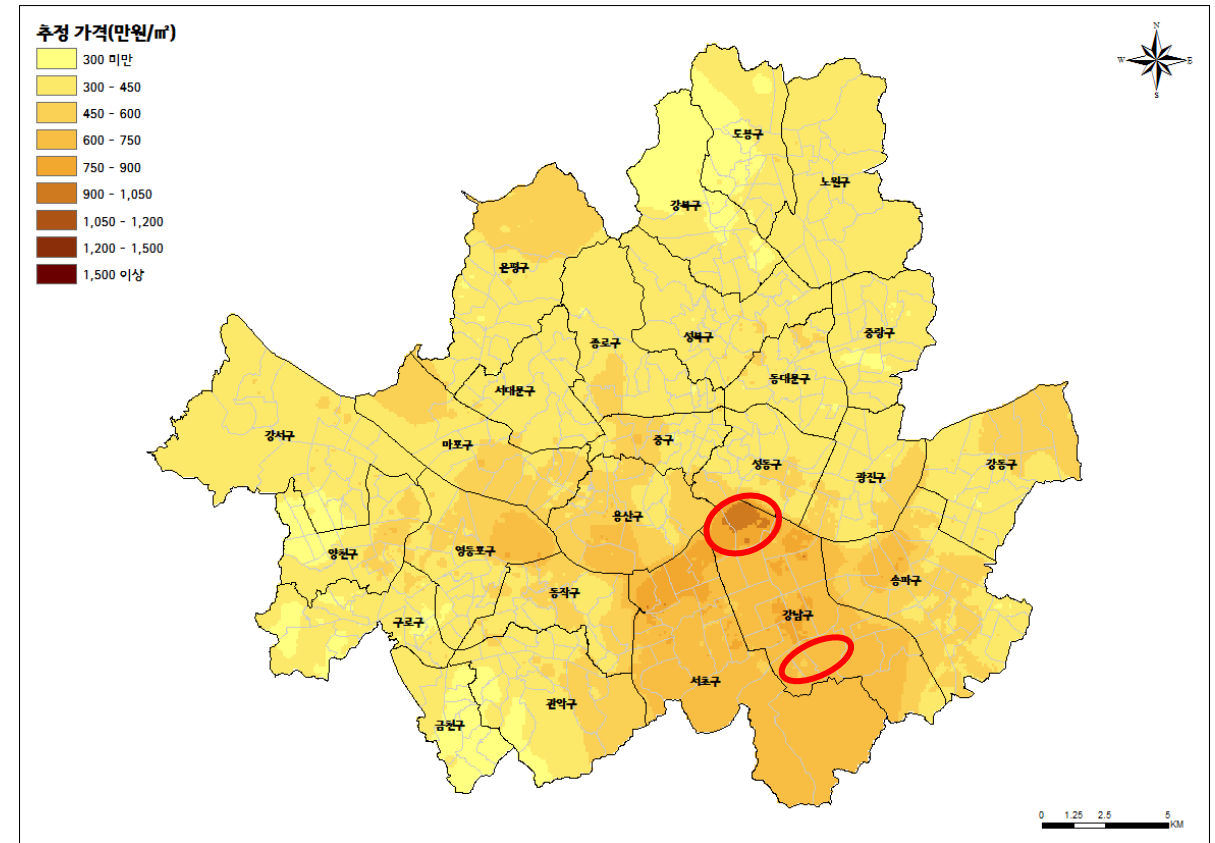 추정 가격(만원/㎡)
300 미만
300 - 450
450 - 600
600 - 750
750 - 900
900 - 1,050
1,050 - 1,200
1,200 - 1,500
1,500 이상
N
W
E
S
도봉구
노원구
강북구
은평구
성북구
중랑구
종로구
동대문구
서대문구
강서구
마포구
중구
성동구
광진구
강동구
용산구
양천구
영등포구
송파구
동작구
강남구
구로구
서초구
관악구
금천구
0 1.25 2.5 5
KM